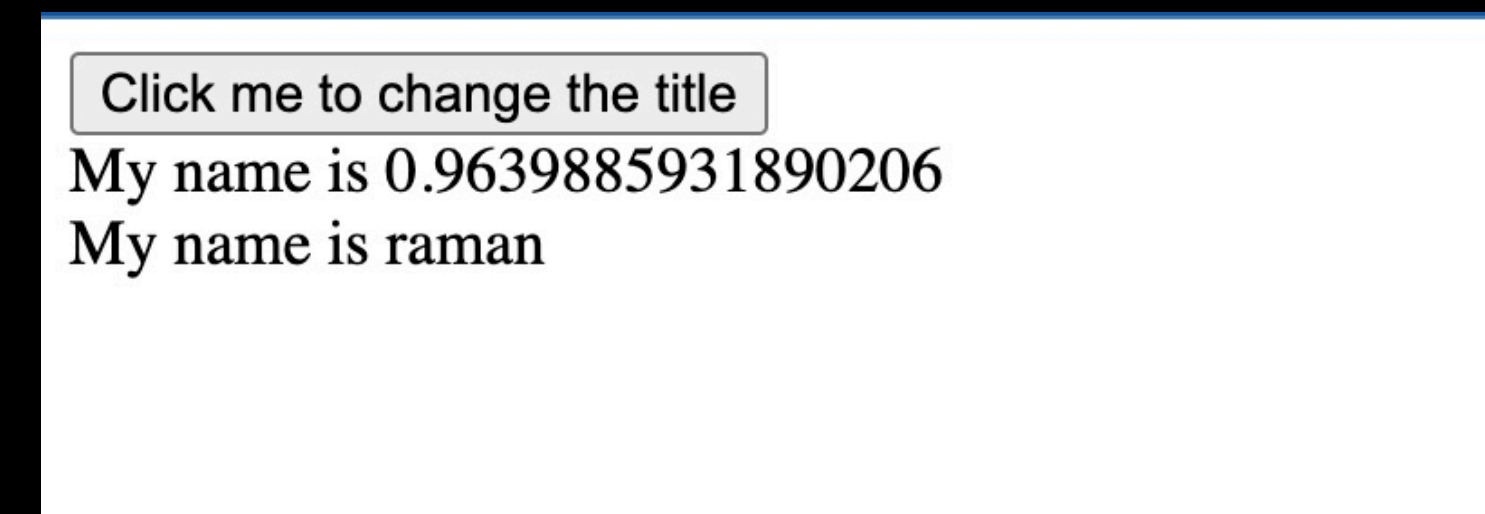 Click me to change the title
My name is 0.9639885931890206
My name is raman